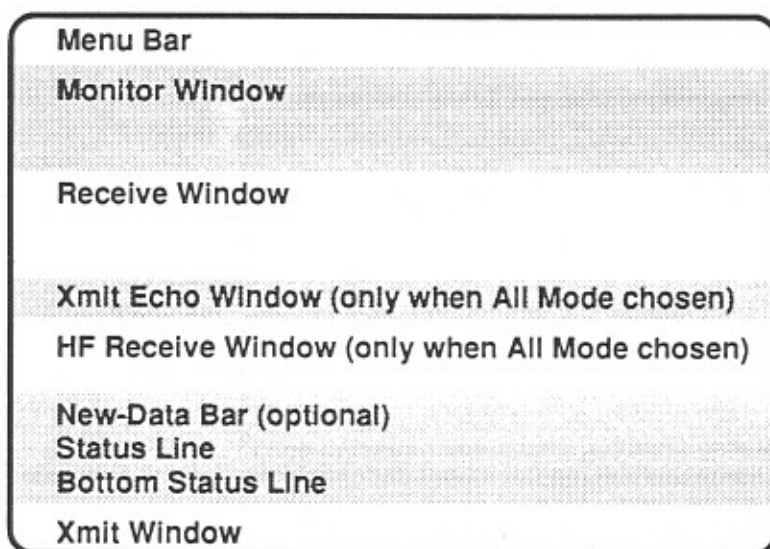 Menu Bar
Monitor Window
Receive Window
Xmit Echo Window (only when All Mode chosen)
HF Receive Window (only when All Mode chosen)
New-Data Bar (optional)
Status Line
Bottom Status Line
Xmit Window